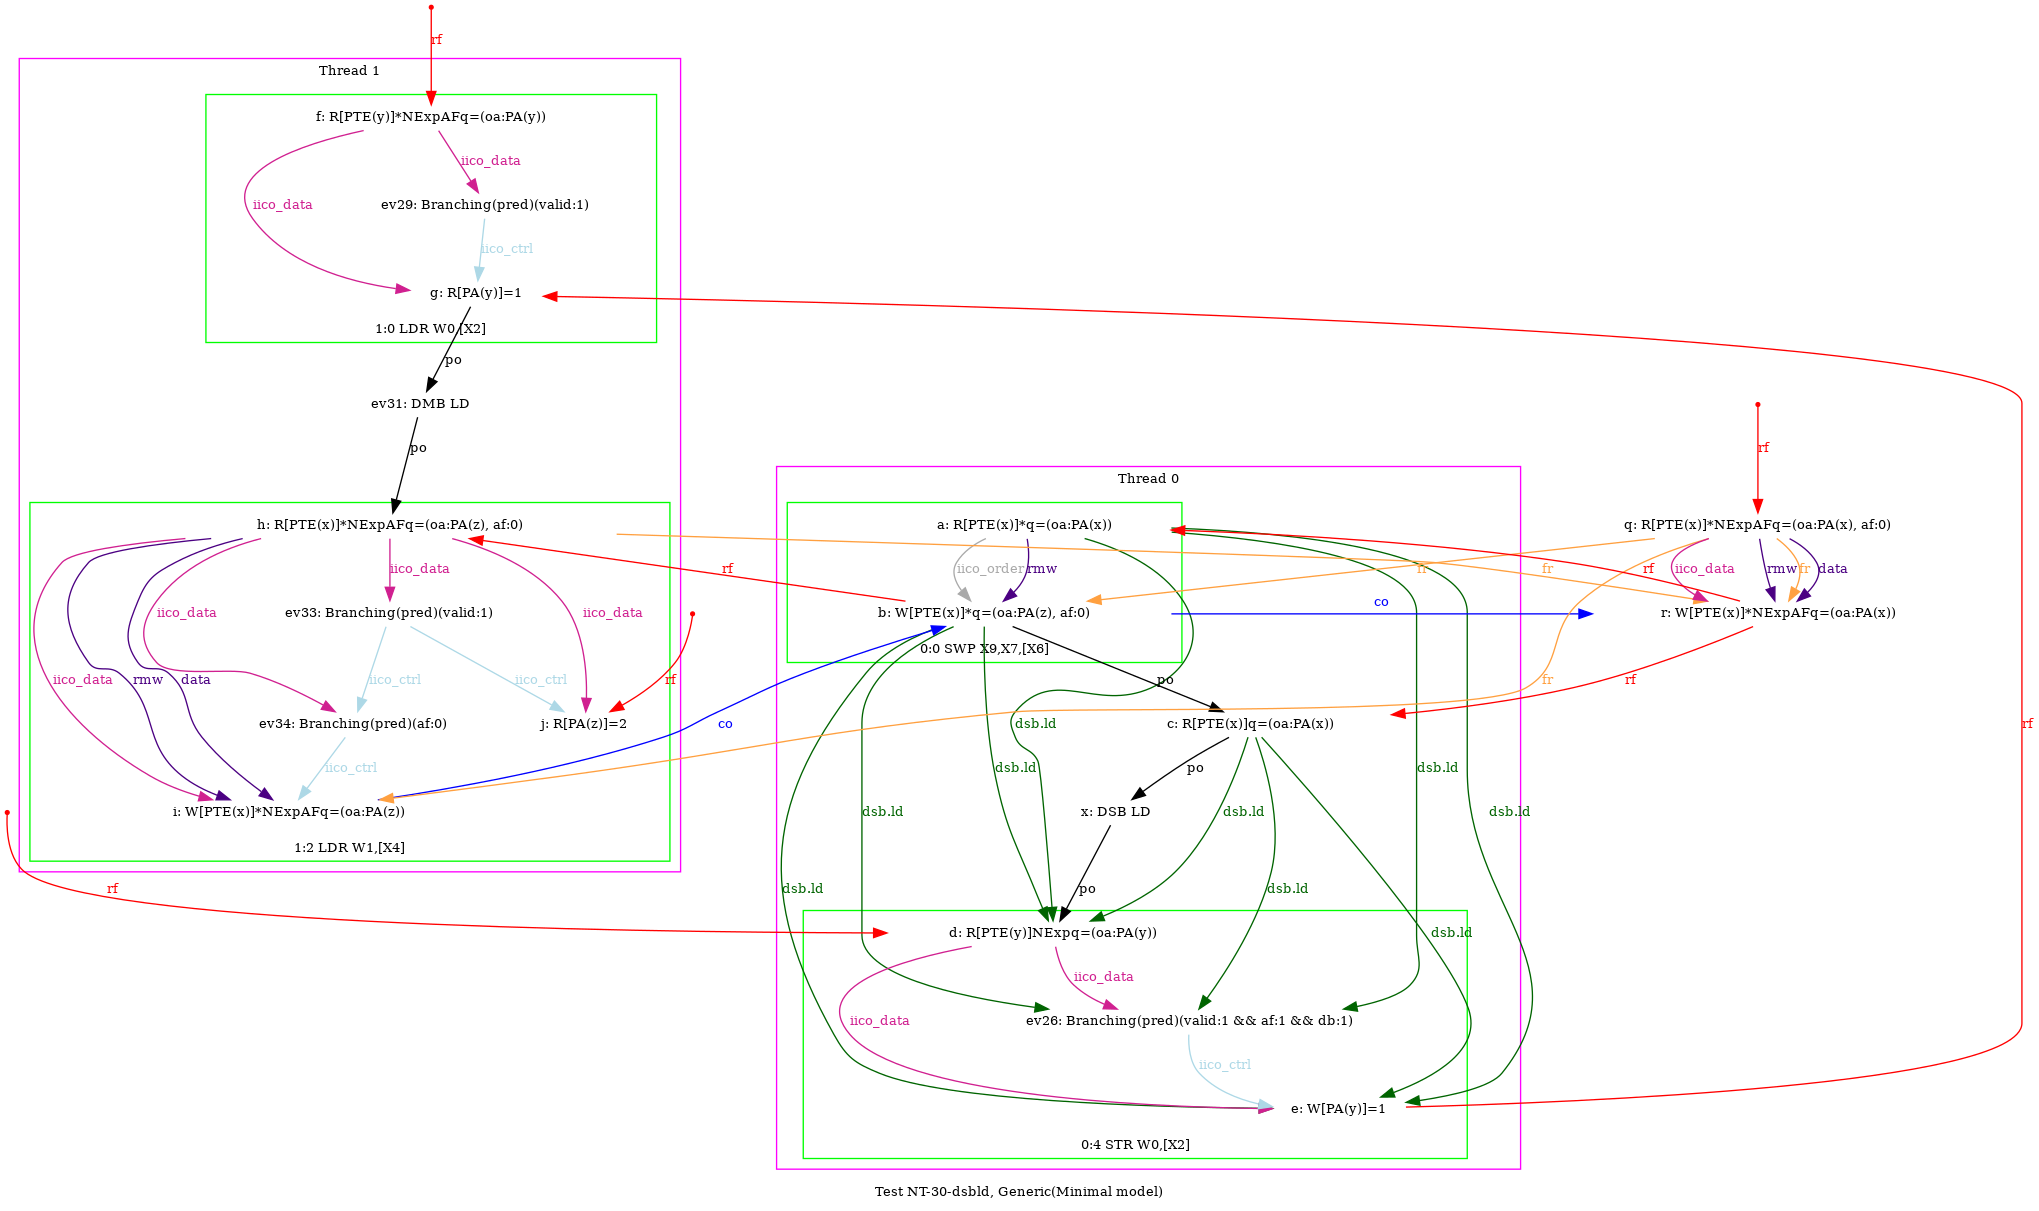 rf
Thread 1
f: R[PTE(y)]*NExpAFq=(oa:PA(y))
iico_data
ev29: Branching(pred)(valid:1)
iico_data
iico_ctrl
g: R[PA(y)]=1
1:0 LDR W0,[X2]
po
ev31: DMB LD
po
rf
Thread 0
h: R[PTE(x)]*NExpAFq=(oa:PA(z), af:0)
a: R[PTE(x)]*q=(oa:PA(x))
q: R[PTE(x)]*NExpAFq=(oa:PA(x), af:0)
iico_data
rf
iico_order
rmw
fr
fr
rf
iico_data
rmw
fr
data
iico_data
ev33: Branching(pred)(valid:1)
iico_data
b: W[PTE(x)]*q=(oa:PA(z), af:0)
co
r: W[PTE(x)]*NExpAFq=(oa:PA(x))
0:0 SWP X9,X7,[X6]
iico_data
rmw
data
iico_ctrl
iico_ctrl
rf
po
fr
rf
ev34: Branching(pred)(af:0)
j: R[PA(z)]=2
co
dsb.ld
c: R[PTE(x)]q=(oa:PA(x))
iico_ctrl
dsb.ld
po
dsb.ld
rf
i: W[PTE(x)]*NExpAFq=(oa:PA(z))
dsb.ld
x: DSB LD
dsb.ld
dsb.ld
1:2 LDR W1,[X4]
rf
dsb.ld
po
dsb.ld
d: R[PTE(y)]NExpq=(oa:PA(y))
dsb.ld
iico_data
iico_data
ev26: Branching(pred)(valid:1 && af:1 && db:1)
iico_ctrl
e: W[PA(y)]=1
0:4 STR W0,[X2]
Test NT-30-dsbld, Generic(Minimal model)